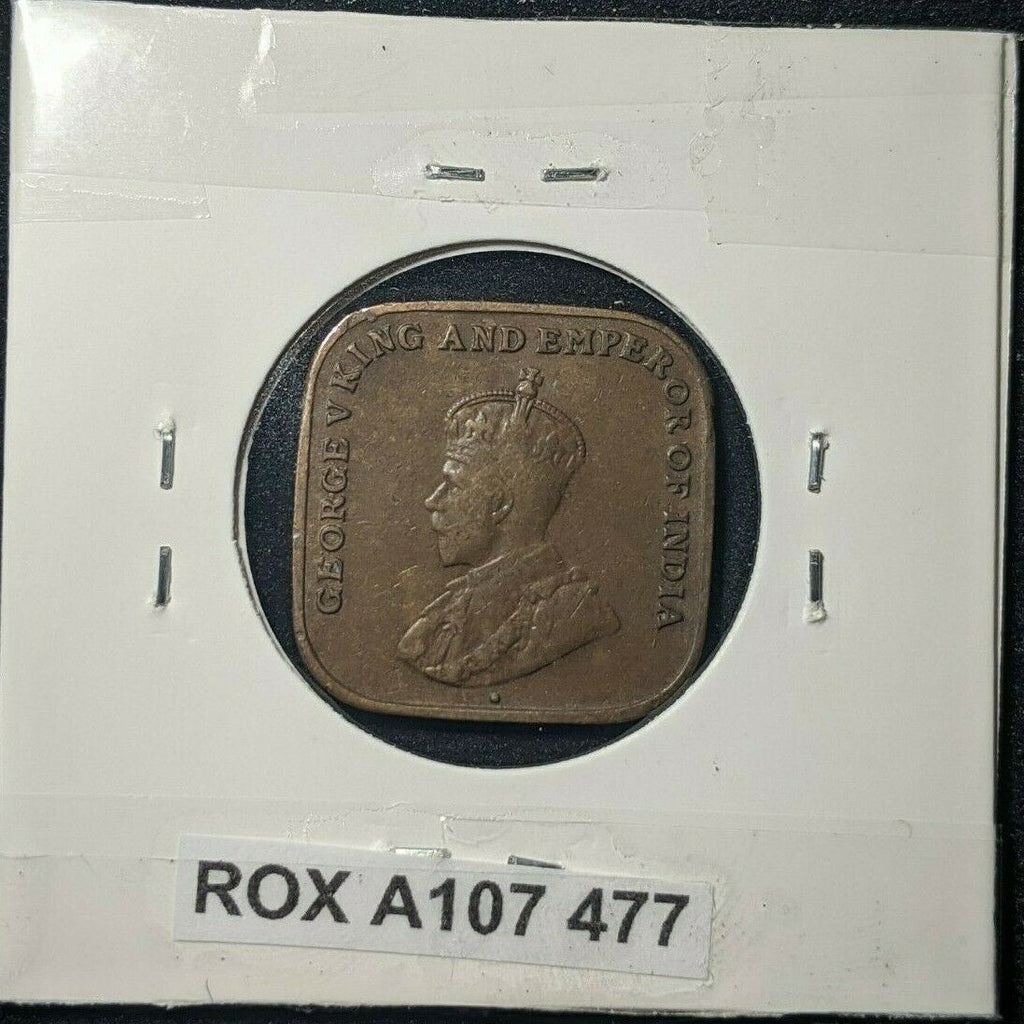 GEORGE V KING AND EMPEROR OF INDIA
ROX A107 477